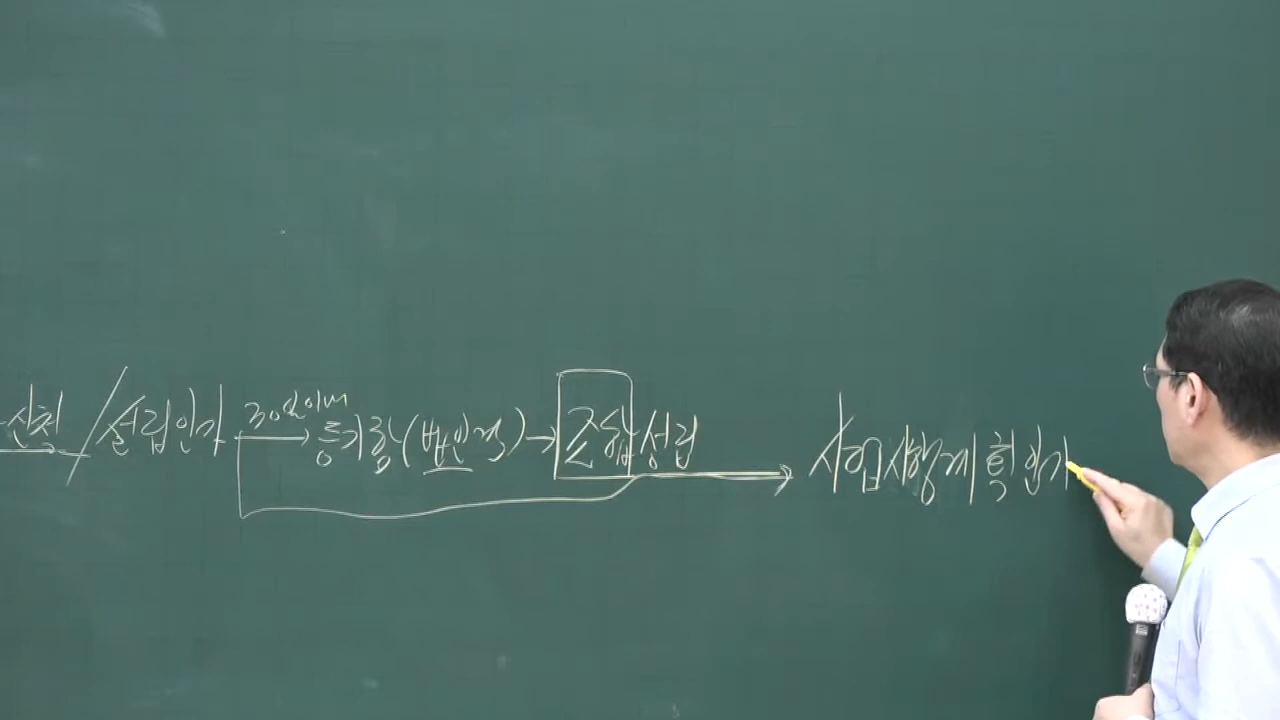 신청 / 설립인가 30일이내 → 등기함(법인격) → 조합성립 → 사업시행계획인가